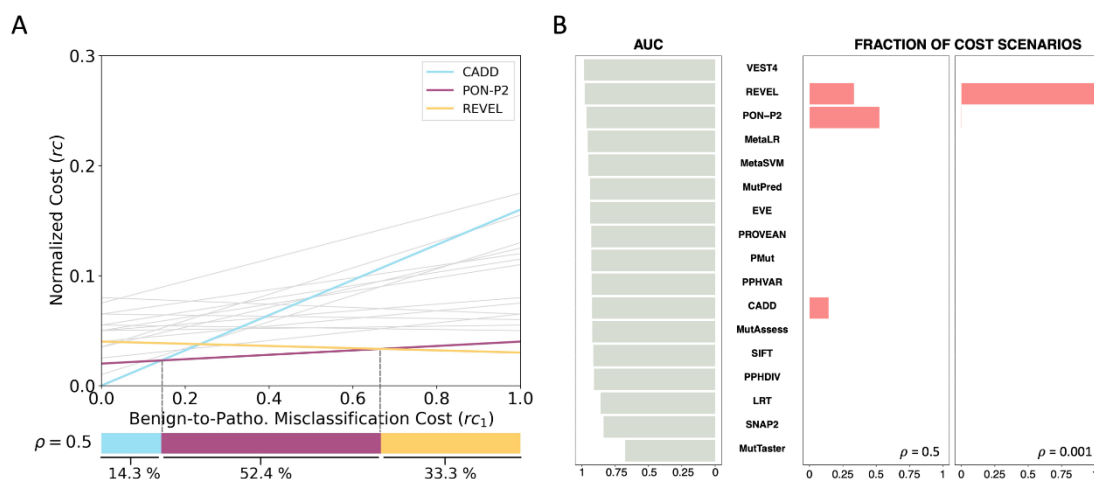 A
0.3
0.2
0.1
0.0
Normalized Cost (rc)
CADD
PON-P2
REVEL
0.0 0.2 0.4 0.6 0.8 1.0
Benign-to-Patho. Misclassification Cost (rc₁)
ρ = 0.5
14.3 % 52.4 % 33.3 %
B
AUC FRACTION OF COST SCENARIOS
VEST4
REVEL
PON-P2
MetaLR
MetaSVM
MutPred
EVE
PROVEAN
PMut
PPHVAR
CADD
MutAssess
SIFT
PPHDIV
LRT
SNAP2
MutTaster
ρ = 0.5 ρ = 0.001
1 0.75 0.5 0.25 0 0 0.25 0.5 0.75 1 0 0.25 0.5 0.75 1